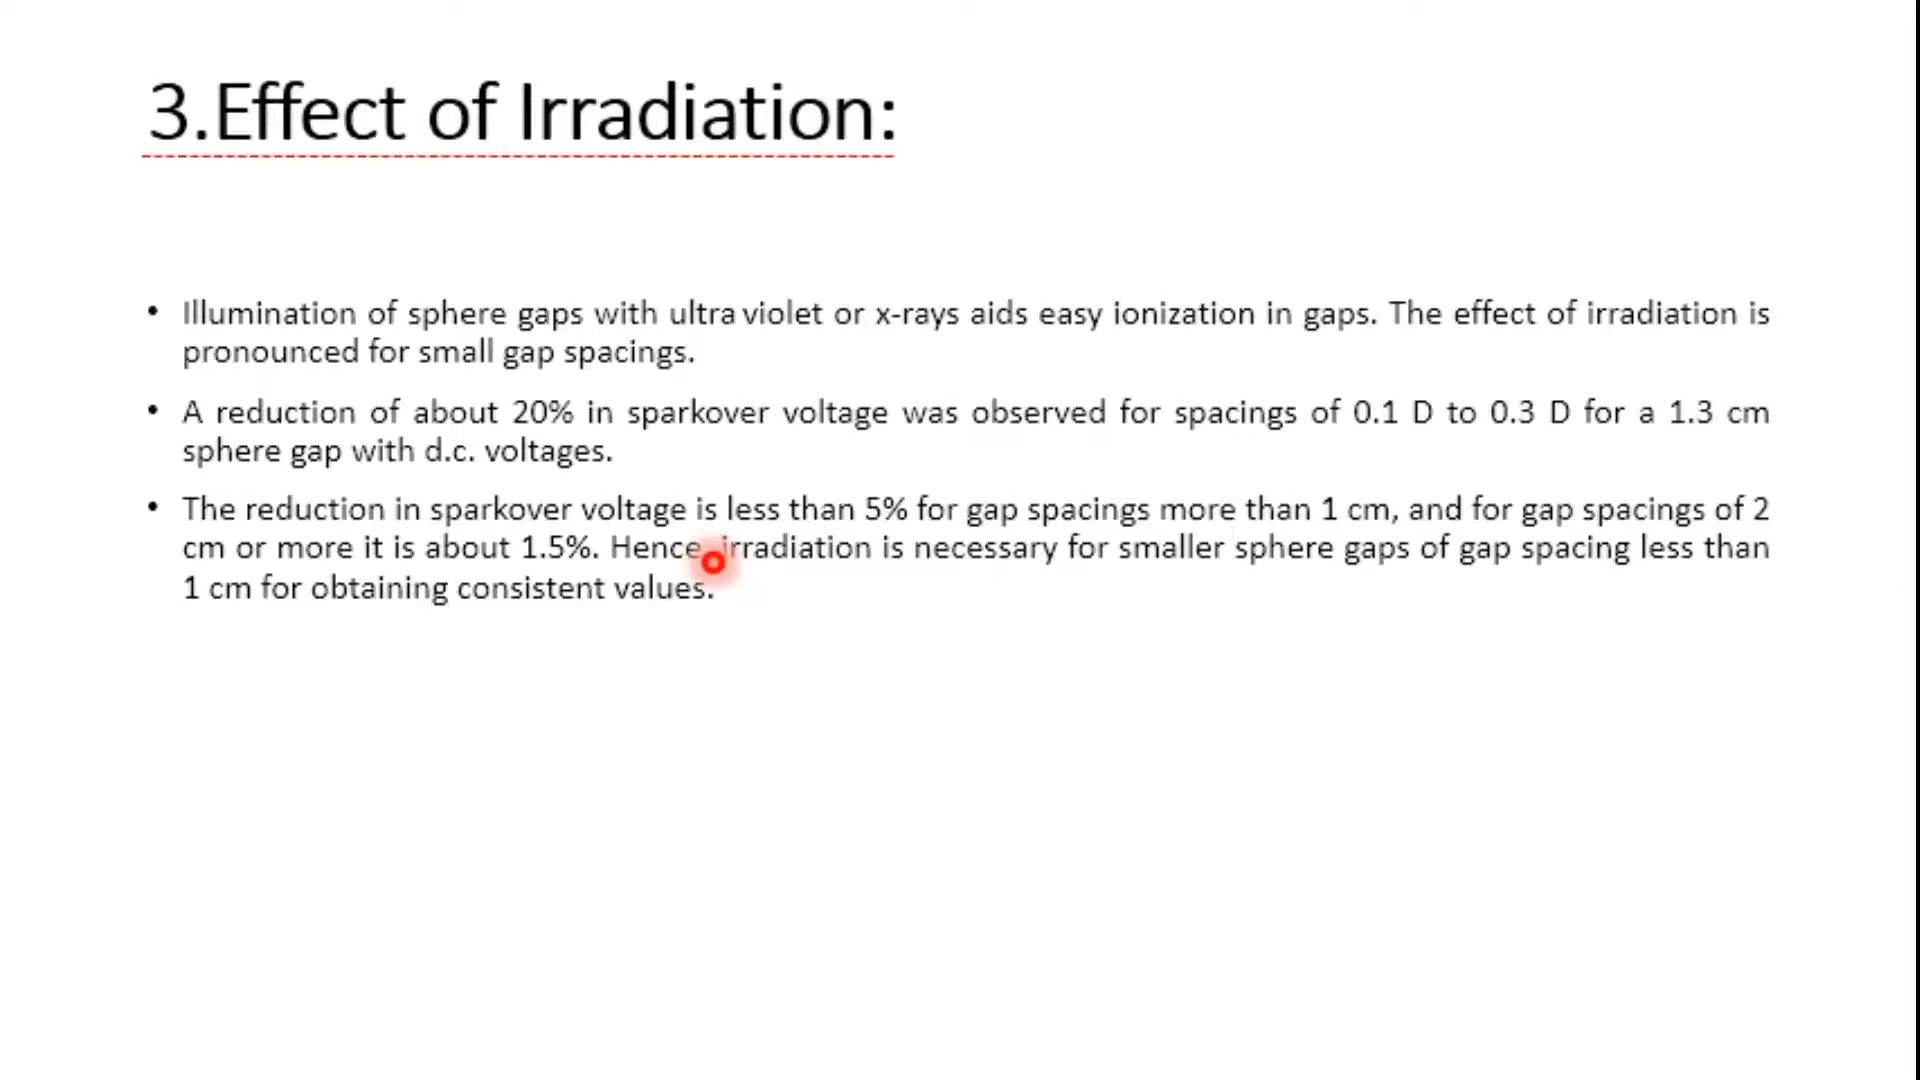 3.Effect of Irradiation:
• Illumination of sphere gaps with ultra violet or x-rays aids easy ionization in gaps. The effect of irradiation is
pronounced for small gap spacings.
• A reduction of about 20% in sparkover voltage was observed for spacings of 0.1 D to 0.3 D for a 1.3 cm
sphere gap with d.c. voltages.
• The reduction in sparkover voltage is less than 5% for gap spacings more than 1 cm, and for gap spacings of 2
cm or more it is about 1.5%. Hence irradiation is necessary for smaller sphere gaps of gap spacing less than
1 cm for obtaining consistent values.